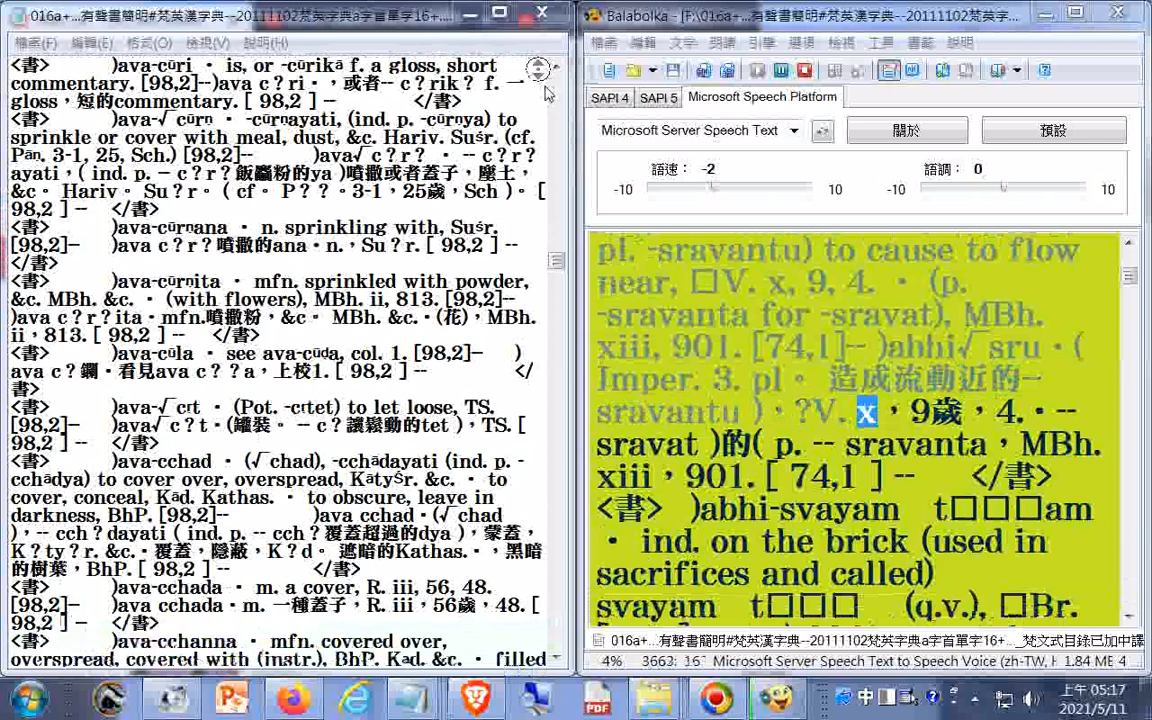 016a+...有聲書簡明#梵英漢字典--20111102梵英字典a字首單字16+...
檔案(F) 編輯(E) 格式(O) 檢視(V) 說明(H)
<書> )ava-cūri • is, or -cūrikā f. a gloss, short
commentary. [98,2]--)ava c?ri•，或者-- c?rik？ f. 一
gloss，短的commentary. [ 98,2 ] -- </書>
<書> )ava-√ cūrṇ • -cūrṇayati, (ind. p. -cūrṇya) to
sprinkle or cover with meal, dust, &c. Hariv. Suśr. (cf.
Pāṇ. 3-1, 25, Sch.) [98,2]-- )ava√c?r? • -- c?r?
ayati，( ind. p. -- c?r?飯驫粉的ya )噴撒或者蓋子，塵土，
&c。 Hariv。 Su?r。( cf。 P??。3-1，25歲，Sch )。[
98,2 ] -- </書>
<書> )ava-cūrṇana • n. sprinkling with, Suśr.
[98,2]-- )ava c?r?噴撒的ana•n.，Su?r. [ 98,2 ] --
</書>
<書> )ava-cūrṇita • mfn. sprinkled with powder,
&c. MBh. &c. • (with flowers), MBh. ii, 813. [98,2]--
)ava c?r?ita•mfn.噴撒粉，&c。 MBh. &c.•(花)，MBh.
ii，813. [ 98,2 ] -- </書>
<書> )ava-cūla • see ava-cūḍa, col. 1. [98,2]-- )
ava c?鑭•看見ava c??a，上校1. [ 98,2 ] -- </
書>
<書> )ava-√cṛt • (Pot. -cṛtet) to let loose, TS.
[98,2]-- )ava√c?t•(罐裝。 -- c?讓鬆動的tet )，TS. [
98,2 ] -- </書>
<書> )ava-cchad • (√chad), -cchādayati (ind. p. -
cchādya) to cover over, overspread, KātyŚr. &c. • to
cover, conceal, Kād. Kathas. • to obscure, leave in
darkness, BhP. [98,2]-- )ava cchad•(√chad
)，-- cch？dayati ( ind. p. -- cch？覆蓋超過的dya )，蒙蓋，
K？ty？r. &c.•覆蓋，隱蔽，K？d。 遮暗的Kathas.•，黑暗
的樹葉，BhP. [ 98,2 ] -- </書>
<書> )ava-cchada • m. a cover, R. iii, 56, 48.
[98,2]-- )ava cchada•m. 一種蓋子，R. iii，56歲，48. [
98,2 ] -- </書>
<書> )ava-cchanna • mfn. covered over,
overspread, covered with (instr.), BhP. Kad. &c. • filled
Balabolka - [F:\016a+...有聲書簡明#梵英漢字典--20111102梵英字...
檔案 編輯 文字 朗讀 引擎 選項 檢視 工具 書籤 說明
SAPI 4 SAPI 5 Microsoft Speech Platform
Microsoft Server Speech Text 關於 預設
語速： -2 語調： 0
-10 10 -10 10
pl. -sravantu) to cause to flow
near, □V. x, 9, 4. • (p.
-sravanta for -sravat), MBh.
xiii, 901. [74,1]-- )abhi√sru•(
Imper. 3. pl。 造成流動近的--
sravantu )，?V. x，9歲，4.•--
sravat )的( p. -- sravanta，MBh.
xiii，901. [ 74,1 ] -- </書>
<書> )abhi-svayam t□□□am
• ind. on the brick (used in
sacrifices and called)
svayam t□□□ (q.v.), □Br.
016a+...有聲書簡明#梵英漢字典--20111102梵英字典a字首單字16+..._梵文式目錄已加中譯
4% 3663: Microsoft Server Speech Text to Speech Voice (zh-TW, H 1.84 MB 4
中
上午 05:17
2021/5/11